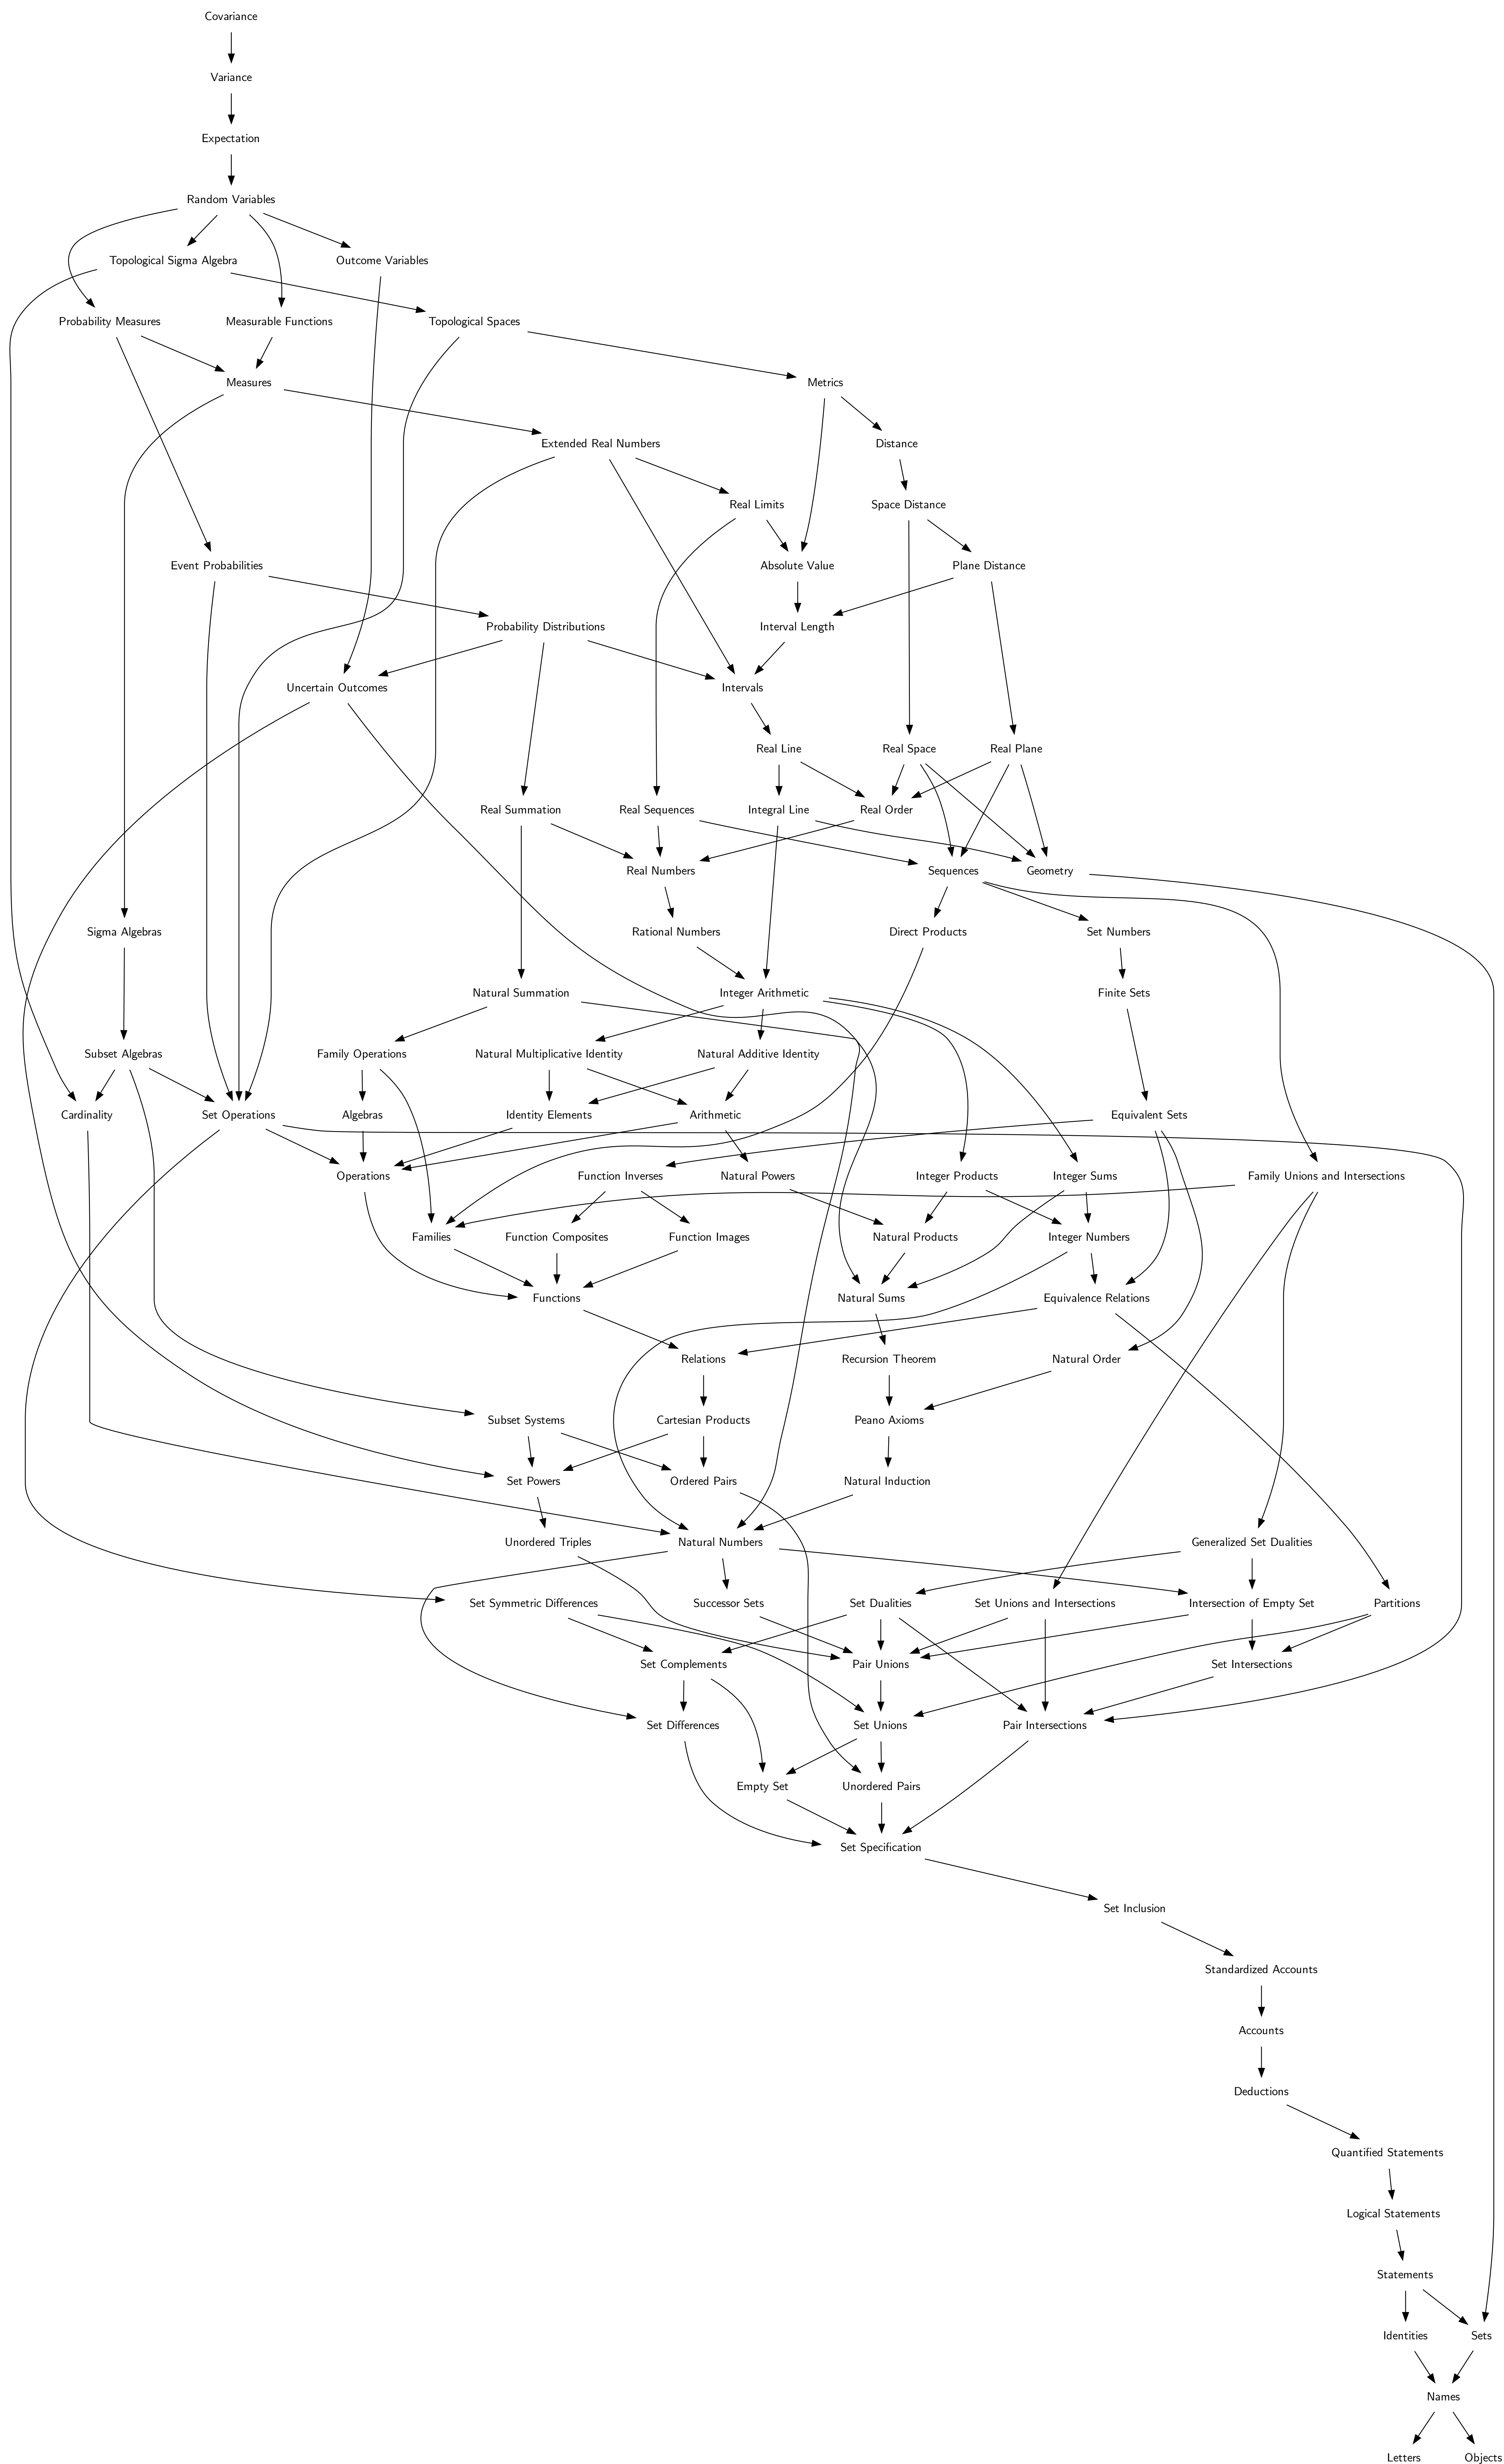 Covariance
Variance
Expectation
Random Variables
Topological Sigma Algebra
Outcome Variables
Probability Measures
Measurable Functions
Topological Spaces
Measures
Metrics
Extended Real Numbers
Distance
Real Limits
Space Distance
Event Probabilities
Absolute Value
Plane Distance
Probability Distributions
Interval Length
Uncertain Outcomes
Intervals
Real Line
Real Space
Real Plane
Real Summation
Real Sequences
Integral Line
Real Order
Real Numbers
Sequences
Geometry
Sigma Algebras
Rational Numbers
Direct Products
Set Numbers
Natural Summation
Integer Arithmetic
Finite Sets
Subset Algebras
Family Operations
Natural Multiplicative Identity
Natural Additive Identity
Cardinality
Set Operations
Algebras
Identity Elements
Arithmetic
Equivalent Sets
Operations
Function Inverses
Natural Powers
Integer Products
Integer Sums
Family Unions and Intersections
Families
Function Composites
Function Images
Natural Products
Integer Numbers
Functions
Natural Sums
Equivalence Relations
Relations
Recursion Theorem
Natural Order
Subset Systems
Cartesian Products
Peano Axioms
Set Powers
Ordered Pairs
Natural Induction
Unordered Triples
Natural Numbers
Generalized Set Dualities
Set Symmetric Differences
Successor Sets
Set Dualities
Set Unions and Intersections
Intersection of Empty Set
Partitions
Set Complements
Pair Unions
Set Intersections
Set Differences
Set Unions
Pair Intersections
Empty Set
Unordered Pairs
Set Specification
Set Inclusion
Standardized Accounts
Accounts
Deductions
Quantified Statements
Logical Statements
Statements
Identities
Sets
Names
Letters
Objects